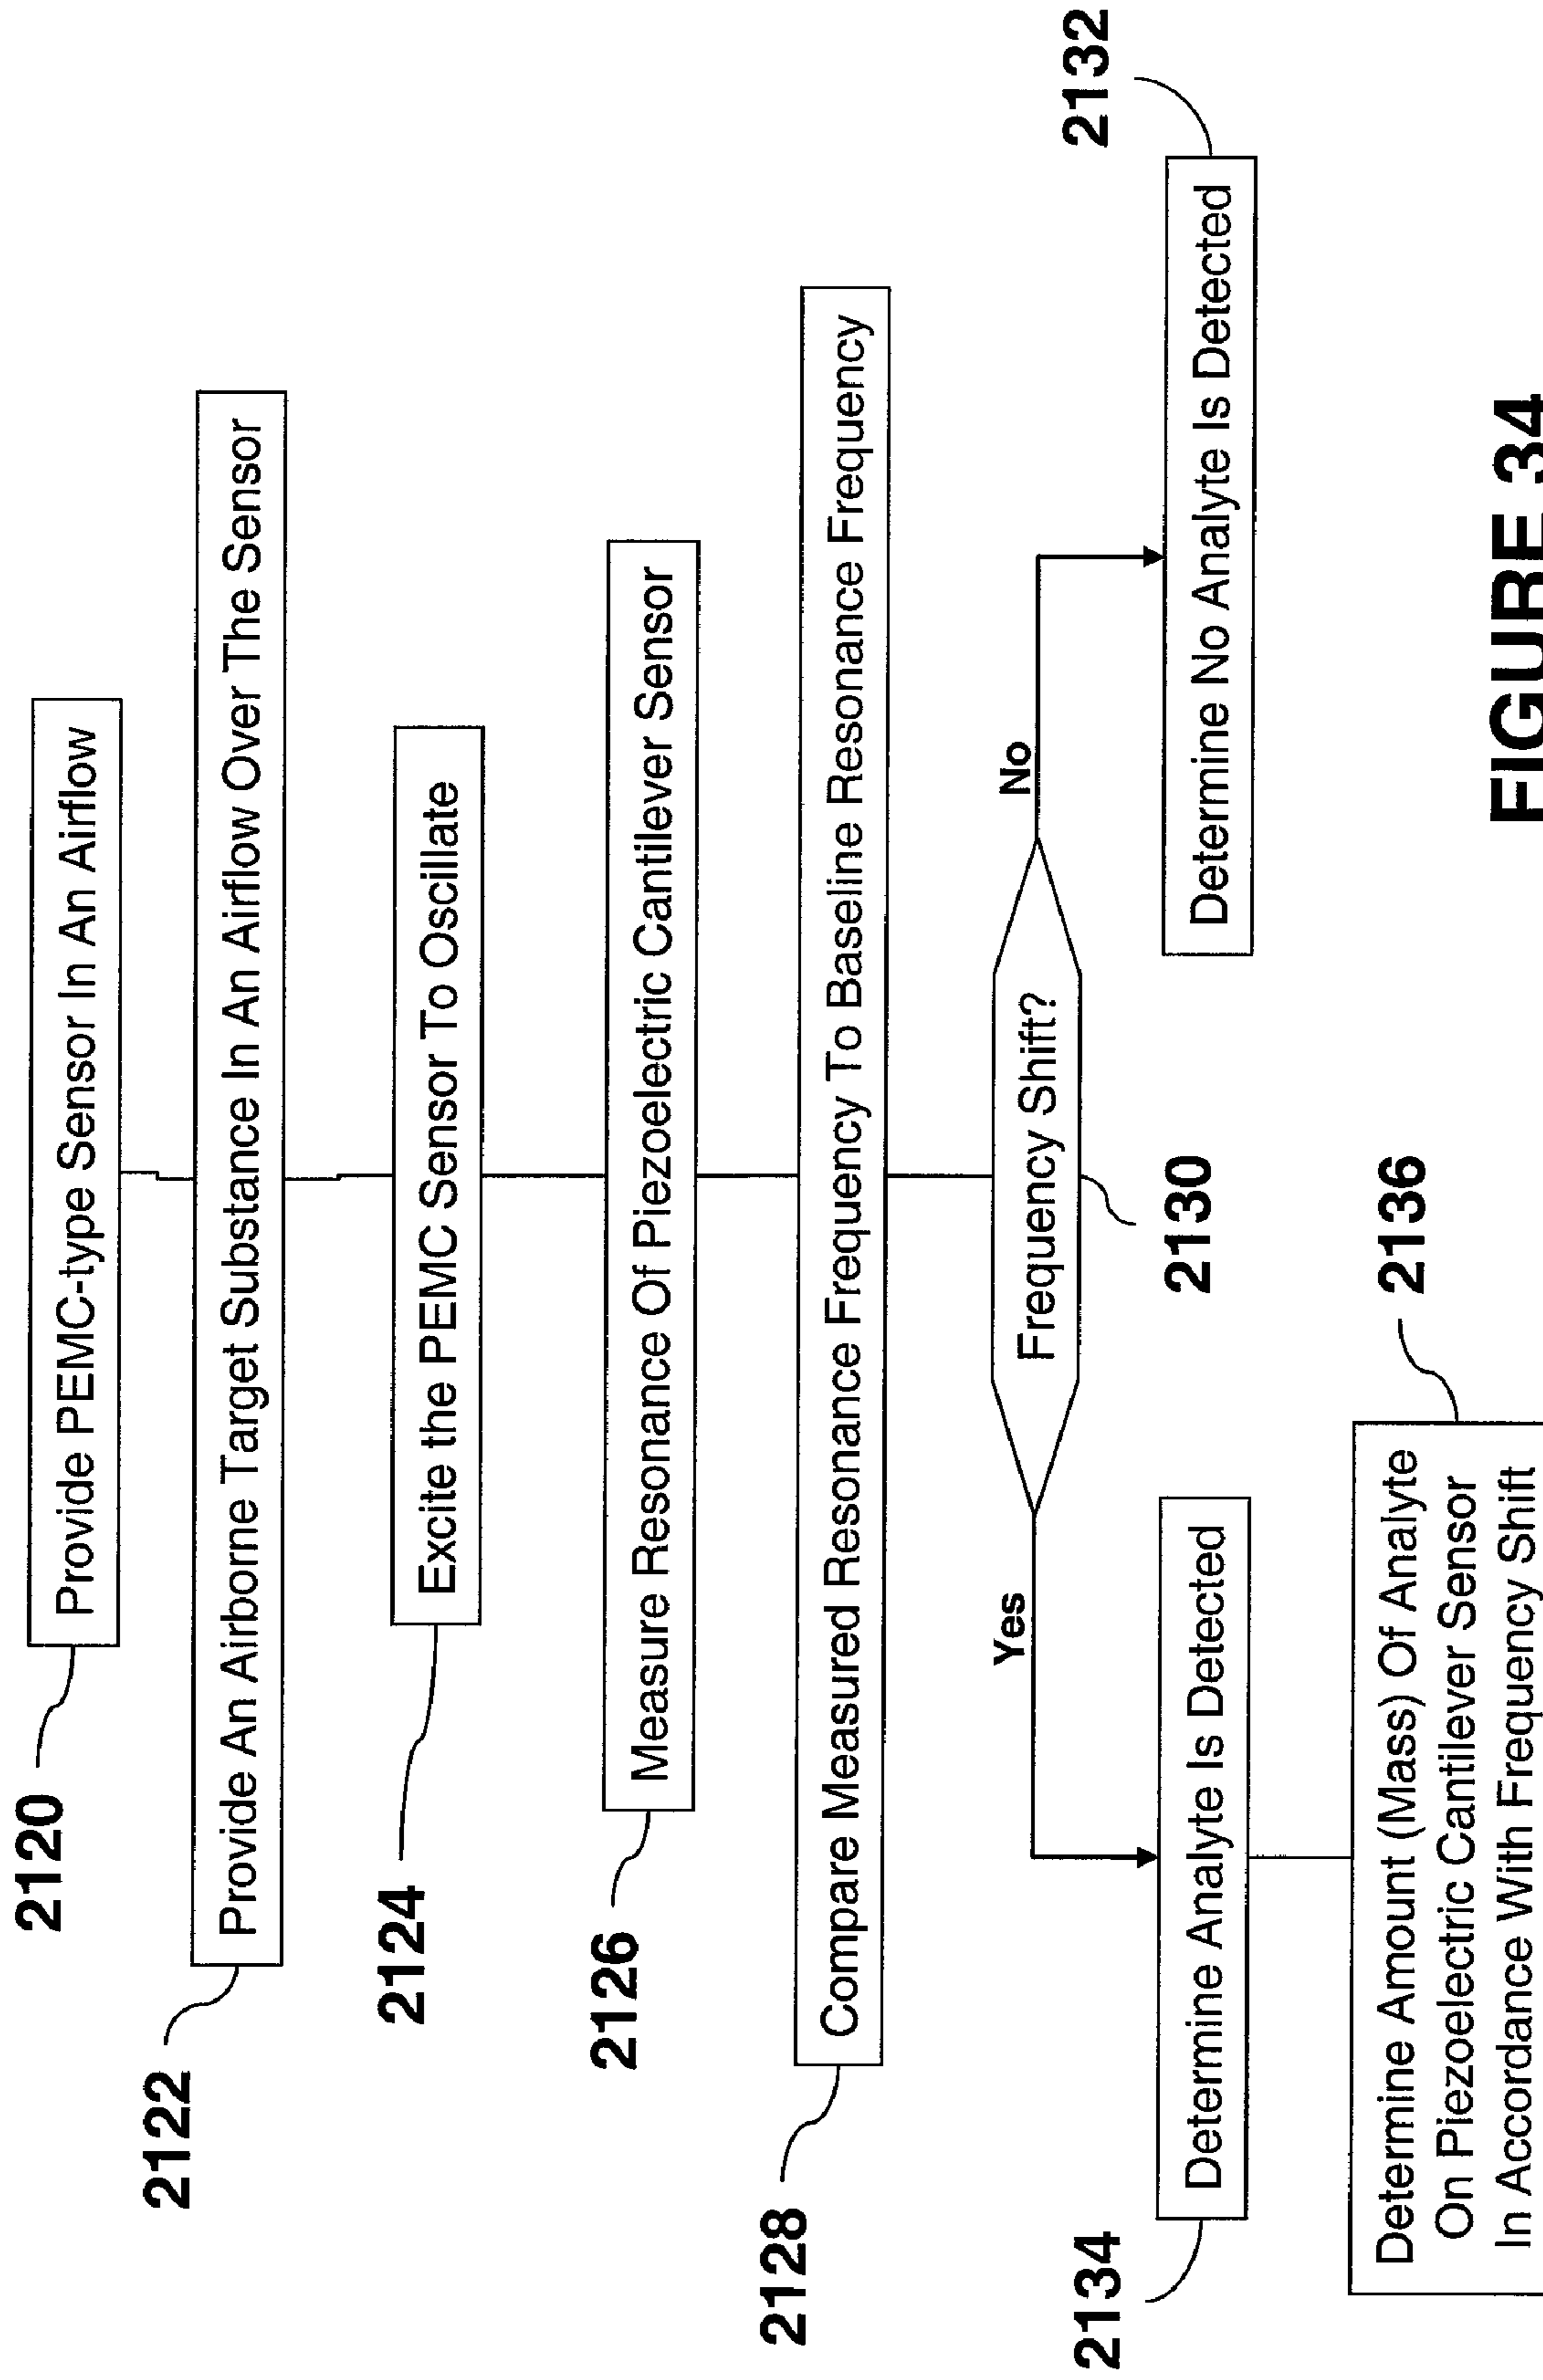 2120
Provide PEMC-type Sensor In An Airflow
2122
Provide An Airborne Target Substance In An Airflow Over The Sensor
2124
Excite the PEMC Sensor To Oscillate
2126
Measure Resonance Of Piezoelectric Cantilever Sensor
2128
Compare Measured Resonance Frequency To Baseline Resonance Frequency
Yes
Frequency Shift?
No
2130
2134
Determine Analyte Is Detected
Determine No Analyte Is Detected
2132
2136
Determine Amount (Mass) Of Analyte
On Piezoelectric Cantilever Sensor
In Accordance With Frequency Shift
FIGURE 34